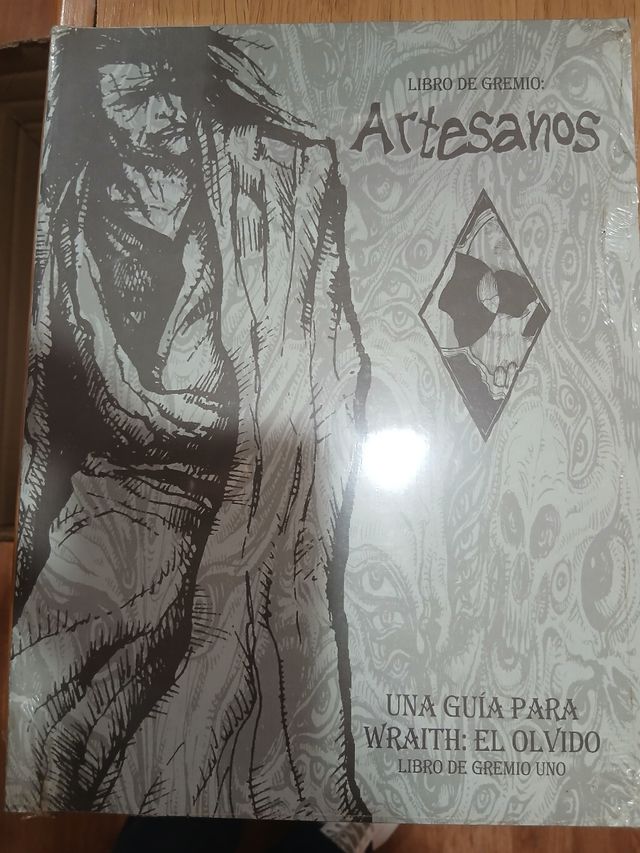 LIBRO DE GREMIO:
Artesanos
UNA GUÍA PARA
WRAITH: EL OLVIDO
LIBRO DE GREMIO UNO